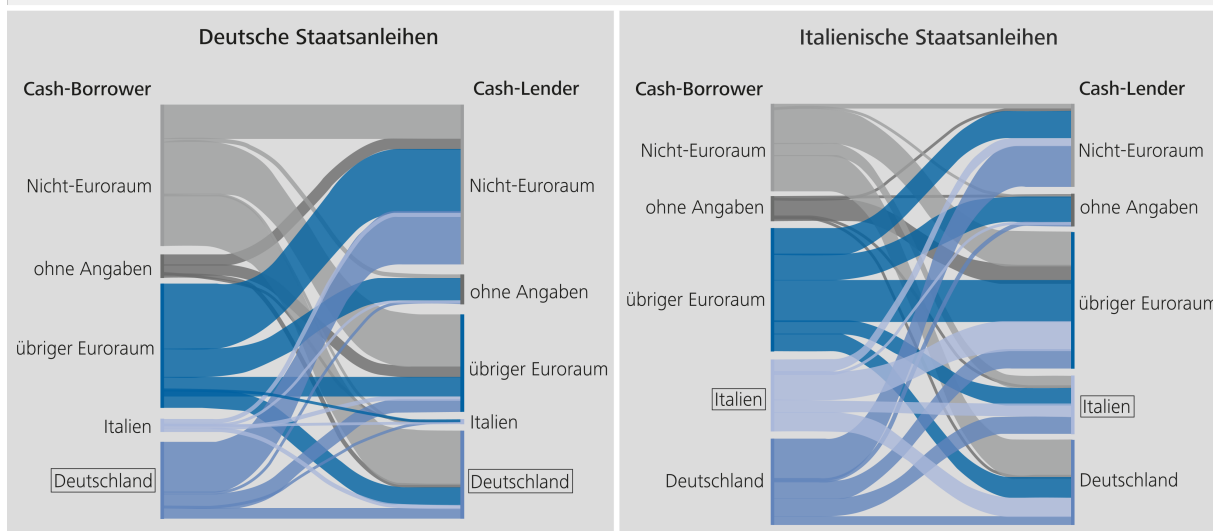 Deutsche Staatsanleihen
Cash-Borrower
Cash-Lender
Nicht-Euroraum
Nicht-Euroraum
ohne Angaben
ohne Angaben
übriger Euroraum
übriger Euroraum
Italien
Italien
Deutschland
Deutschland
Italienische Staatsanleihen
Cash-Borrower
Cash-Lender
Nicht-Euroraum
Nicht-Euroraum
ohne Angaben
ohne Angaben
übriger Euroraum
übriger Euroraum
Italien
Italien
Deutschland
Deutschland